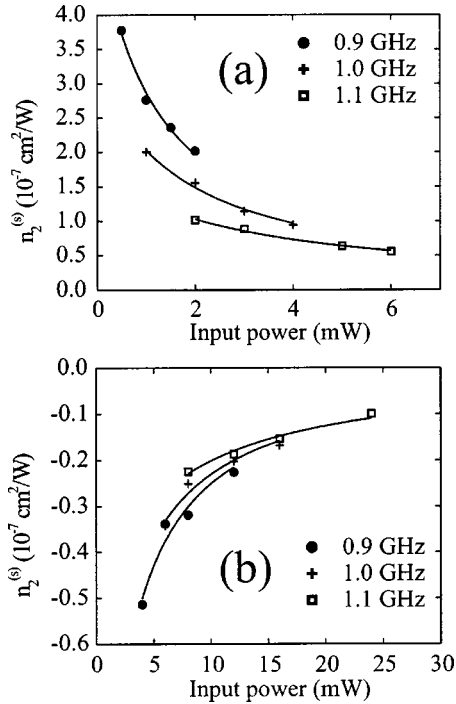 4.0
3.5
3.0
2.5
2.0
1.5
1.0
0.5
0.0
n₂⁽ˢ⁾ (10⁻⁷ cm²/W)
(a)
0.9 GHz
1.0 GHz
1.1 GHz
0 2 4 6
Input power (mW)
0.0
-0.1
-0.2
-0.3
-0.4
-0.5
-0.6
n₂⁽ˢ⁾ (10⁻⁷ cm²/W)
(b)
0.9 GHz
1.0 GHz
1.1 GHz
0 5 10 15 20 25 30
Input power (mW)